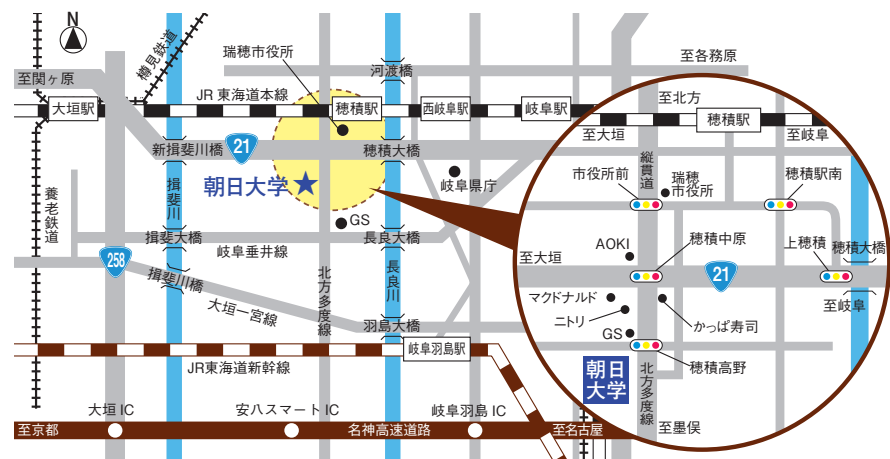 N
樽見鉄道
瑞穂市役所
至各務原
至関ヶ原
河渡橋
JR 東海道本線
大垣駅
穂積駅
西岐阜駅
岐阜駅
新揖斐川橋
21
穂積大橋
朝日大学
岐阜県庁
養老鉄道
揖斐川
GS
揖斐大橋
岐阜垂井線
長良大橋
258
揖斐川橋
大垣一宮線
北方多度線
長良川
羽島大橋
岐阜羽島駅
JR東海道新幹線
大垣 IC
安八スマート IC
岐阜羽島 IC
至京都
名神高速道路
至名古屋
至北方
穂積駅
至大垣
至岐阜
縦貫道
市役所前
瑞穂
市役所
穂積駅南
AOKI
穂積中原
上穂積
穂積大橋
至大垣
21
マクドナルド
ニトリ
かっぱ寿司
至岐阜
GS
朝日
大学
穂積高野
北方多度線
至墨俣